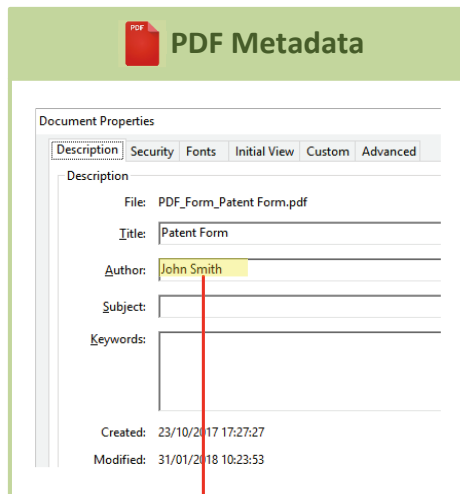 PDF
PDF Metadata
Document Properties
Description Security Fonts Initial View Custom Advanced
Description
File: PDF_Form_Patent Form.pdf
Title: Patent Form
Author: John Smith
Subject:
Keywords:
Created: 23/10/2017 17:27:27
Modified: 31/01/2018 10:23:53